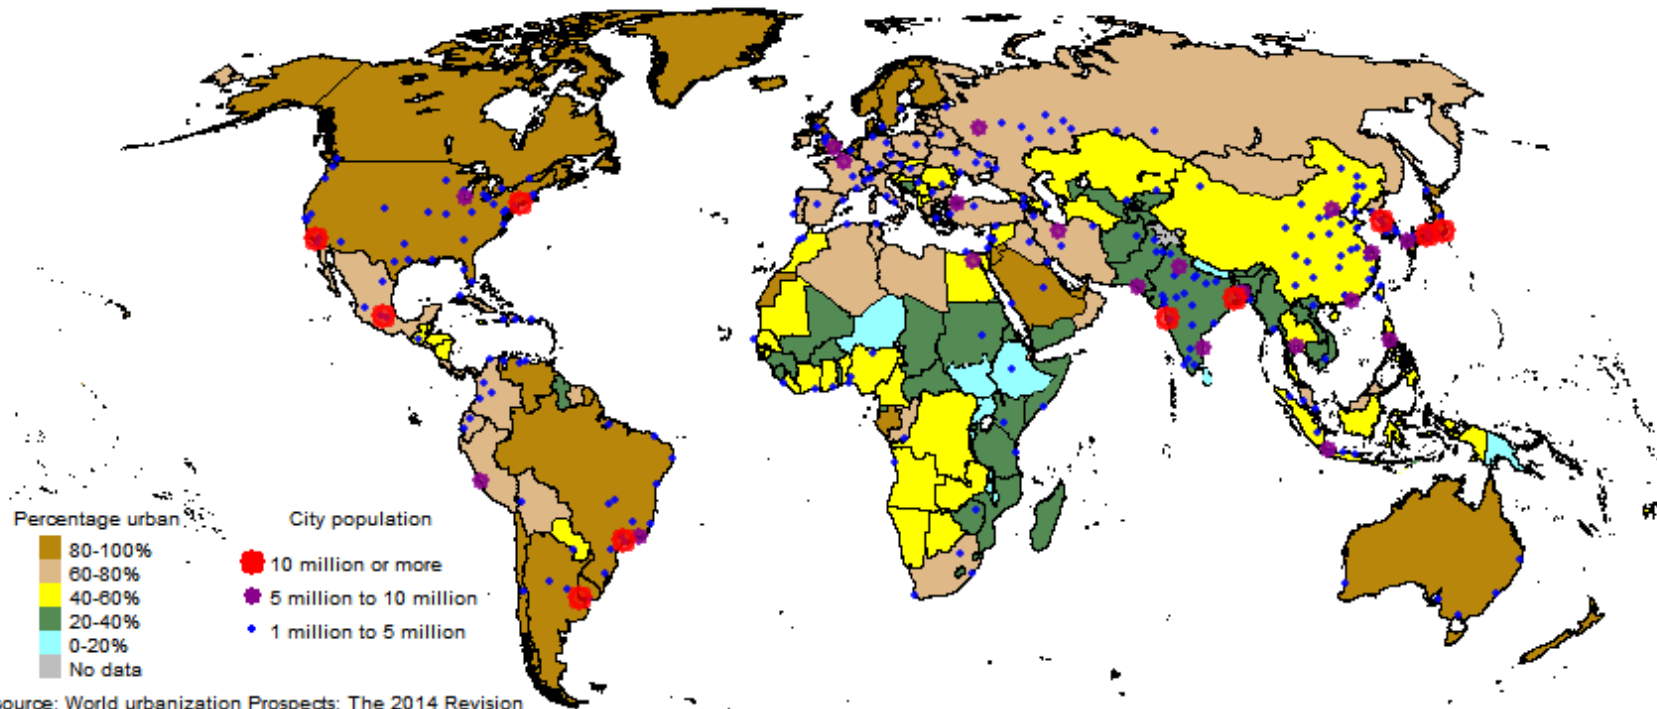 Percentage urban
80-100%
60-80%
40-60%
20-40%
0-20%
No data
City population
10 million or more
5 million to 10 million
1 million to 5 million
source: World urbanization Prospects: The 2014 Revision